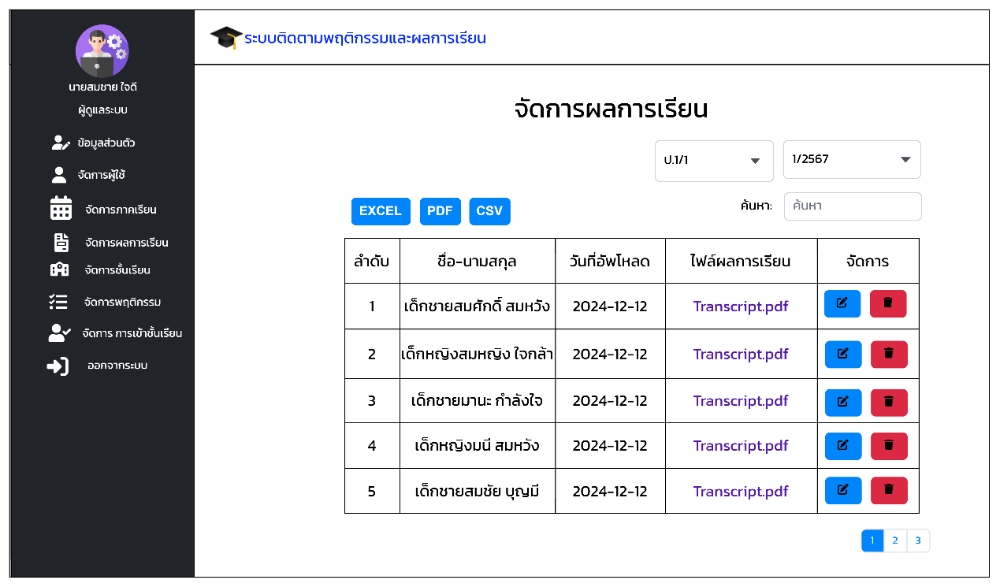 นายสมชาย ใจดี
ผู้ดูแลระบบ
ข้อมูลส่วนตัว
จัดการผู้ใช้
จัดการภาคเรียน
จัดการผลการเรียน
จัดการชั้นเรียน
จัดการพฤติกรรม
จัดการ การเข้าชั้นเรียน
ออกจากระบบ
ระบบติดตามพฤติกรรมและผลการเรียน
จัดการผลการเรียน
ป.1/1 1/2567
EXCEL PDF CSV ค้นหา: ค้นหา
ลำดับ ชื่อ-นามสกุล วันที่อัพโหลด ไฟล์ผลการเรียน จัดการ
1 เด็กชายสมศักดิ์ สมหวัง 2024-12-12 Transcript.pdf
2 เด็กหญิงสมหญิง ใจกล้า 2024-12-12 Transcript.pdf
3 เด็กชายมานะ กำลังใจ 2024-12-12 Transcript.pdf
4 เด็กหญิงมนี สมหวัง 2024-12-12 Transcript.pdf
5 เด็กชายสมชัย บุญมี 2024-12-12 Transcript.pdf
1 2 3